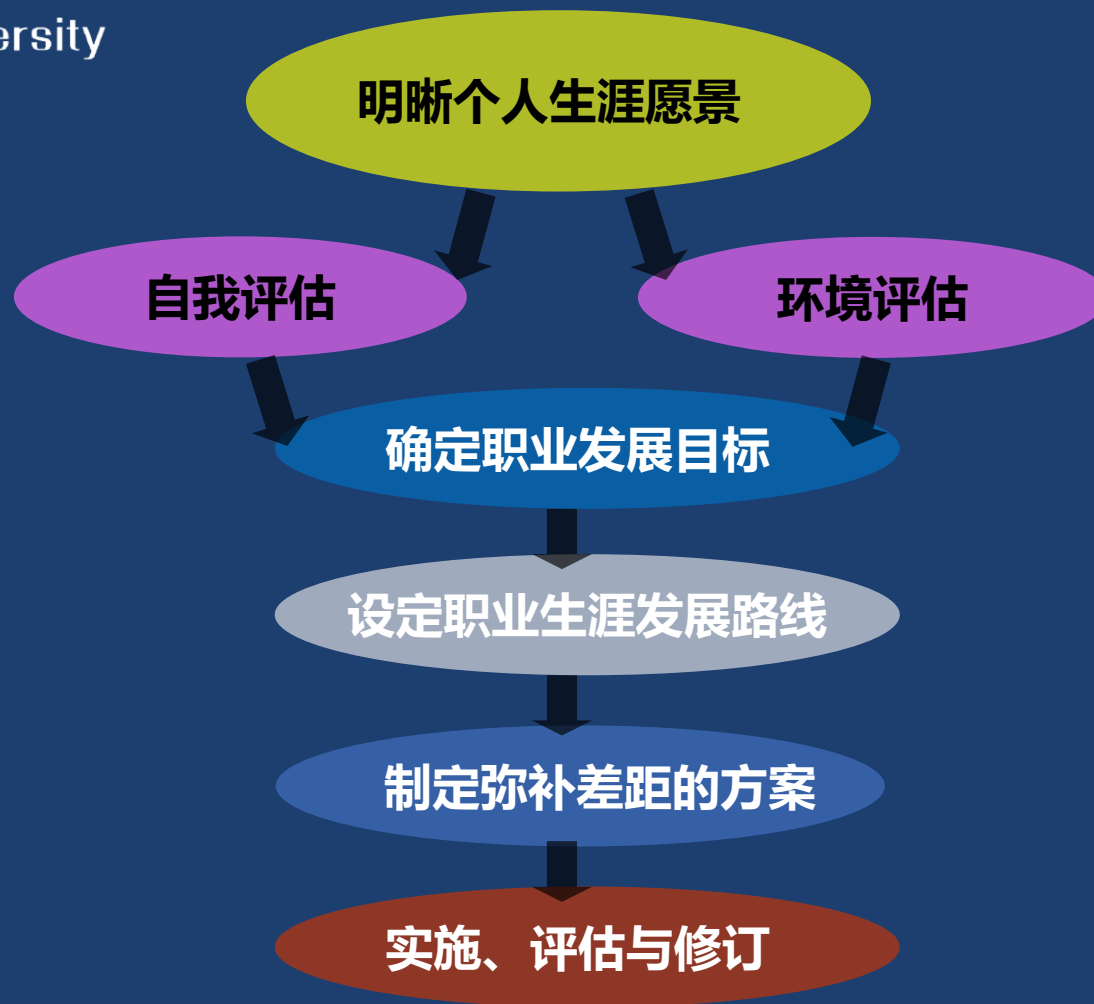 ersity
明晰个人生涯愿景
自我评估
环境评估
确定职业发展目标
设定职业生涯发展路线
制定弥补差距的方案
实施、评估与修订